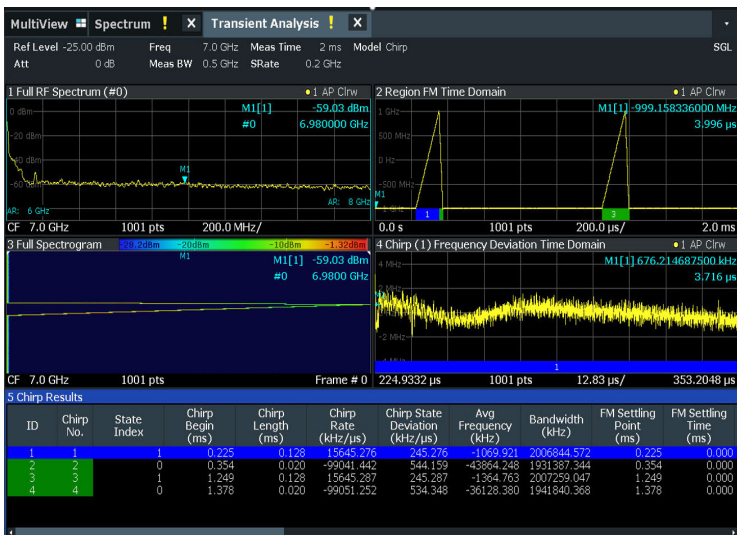 MultiView Spectrum ! X Transient Analysis ! X
Ref Level -25.00 dBm Freq 7.0 GHz Meas Time 2 ms Model Chirp SGL
Att 0 dB Meas BW 0.5 GHz SRate 0.2 GHz
1 Full RF Spectrum (#0) 1 AP Clrw
M1[1] -59.03 dBm
#0 6.980000 GHz
0 dBm
-20 dBm
-40 dBm
-60 dBm
M1
AR: 6 GHz
AR: 8 GHz
CF 7.0 GHz 1001 pts 200.0 MHz/
2 Region FM Time Domain 1 AP Clrw
M1[1] -999.158336000 MHz
3.996 µs
1 GHz
500 MHz
0 Hz
-500 MHz
M1
1 3
0.0 s 1001 pts 200.0 µs/ 2.0 ms
3 Full Spectrogram -28.2dBm -20dBm -10dBm -1.32dBm
M1
M1[1] -59.03 dBm
#0 6.9800 GHz
CF 7.0 GHz 1001 pts Frame # 0
4 Chirp (1) Frequency Deviation Time Domain 1 AP Clrw
M1[1] 676.214687500 kHz
3.716 µs
4 MHz
2 MHz
-2 MHz
-4 MHz
1
224.9332 µs 1001 pts 12.83 µs/ 353.2048 µs
5 Chirp Results
ID Chirp No. State Index Chirp Begin (ms) Chirp Length (ms) Chirp Rate (kHz/µs) Chirp State Deviation (kHz/µs) Avg Frequency (kHz) Bandwidth (kHz) FM Settling Point (ms) FM Settling Time (ms)
1 1 1 0.225 0.128 15645.276 245.276 -1069.921 2006844.572 0.225 0.000
2 2 0 0.354 0.020 -99041.442 544.159 -43864.248 1931387.344 0.354 0.000
3 3 1 1.249 0.128 15645.287 245.287 -1364.763 2007259.047 1.249 0.000
4 4 0 1.378 0.020 -99051.252 534.348 -36128.380 1941840.368 1.378 0.000